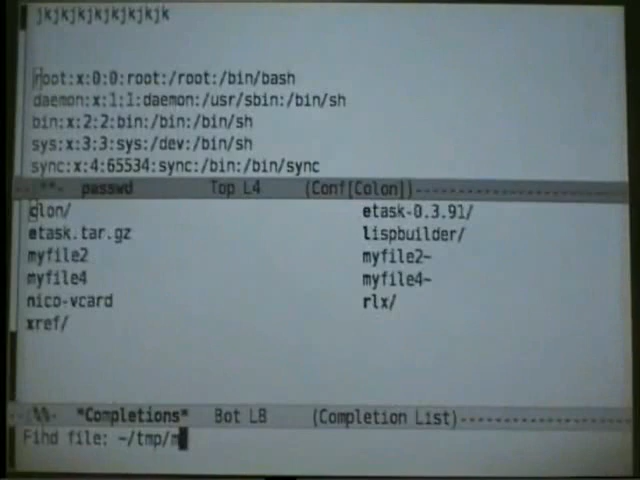 jkjkjkjkjkjkjkjk
root:x:0:0:root:/root:/bin/bash
daemon:x:1:1:daemon:/usr/sbin:/bin/sh
bin:x:2:2:bin:/bin:/bin/sh
sys:x:3:3:sys:/dev:/bin/sh
sync:x:4:65534:sync:/bin:/bin/sync
--:**- passwd Top L4 (Conf[Colon])----------------
clon/ etask-0.3.91/
etask.tar.gz lispbuilder/
myfile2 myfile2~
myfile4 myfile4~
nico-vcard rlx/
xref/
--:%%- *Completions* Bot L8 (Completion List)------------
Find file: ~/tmp/m